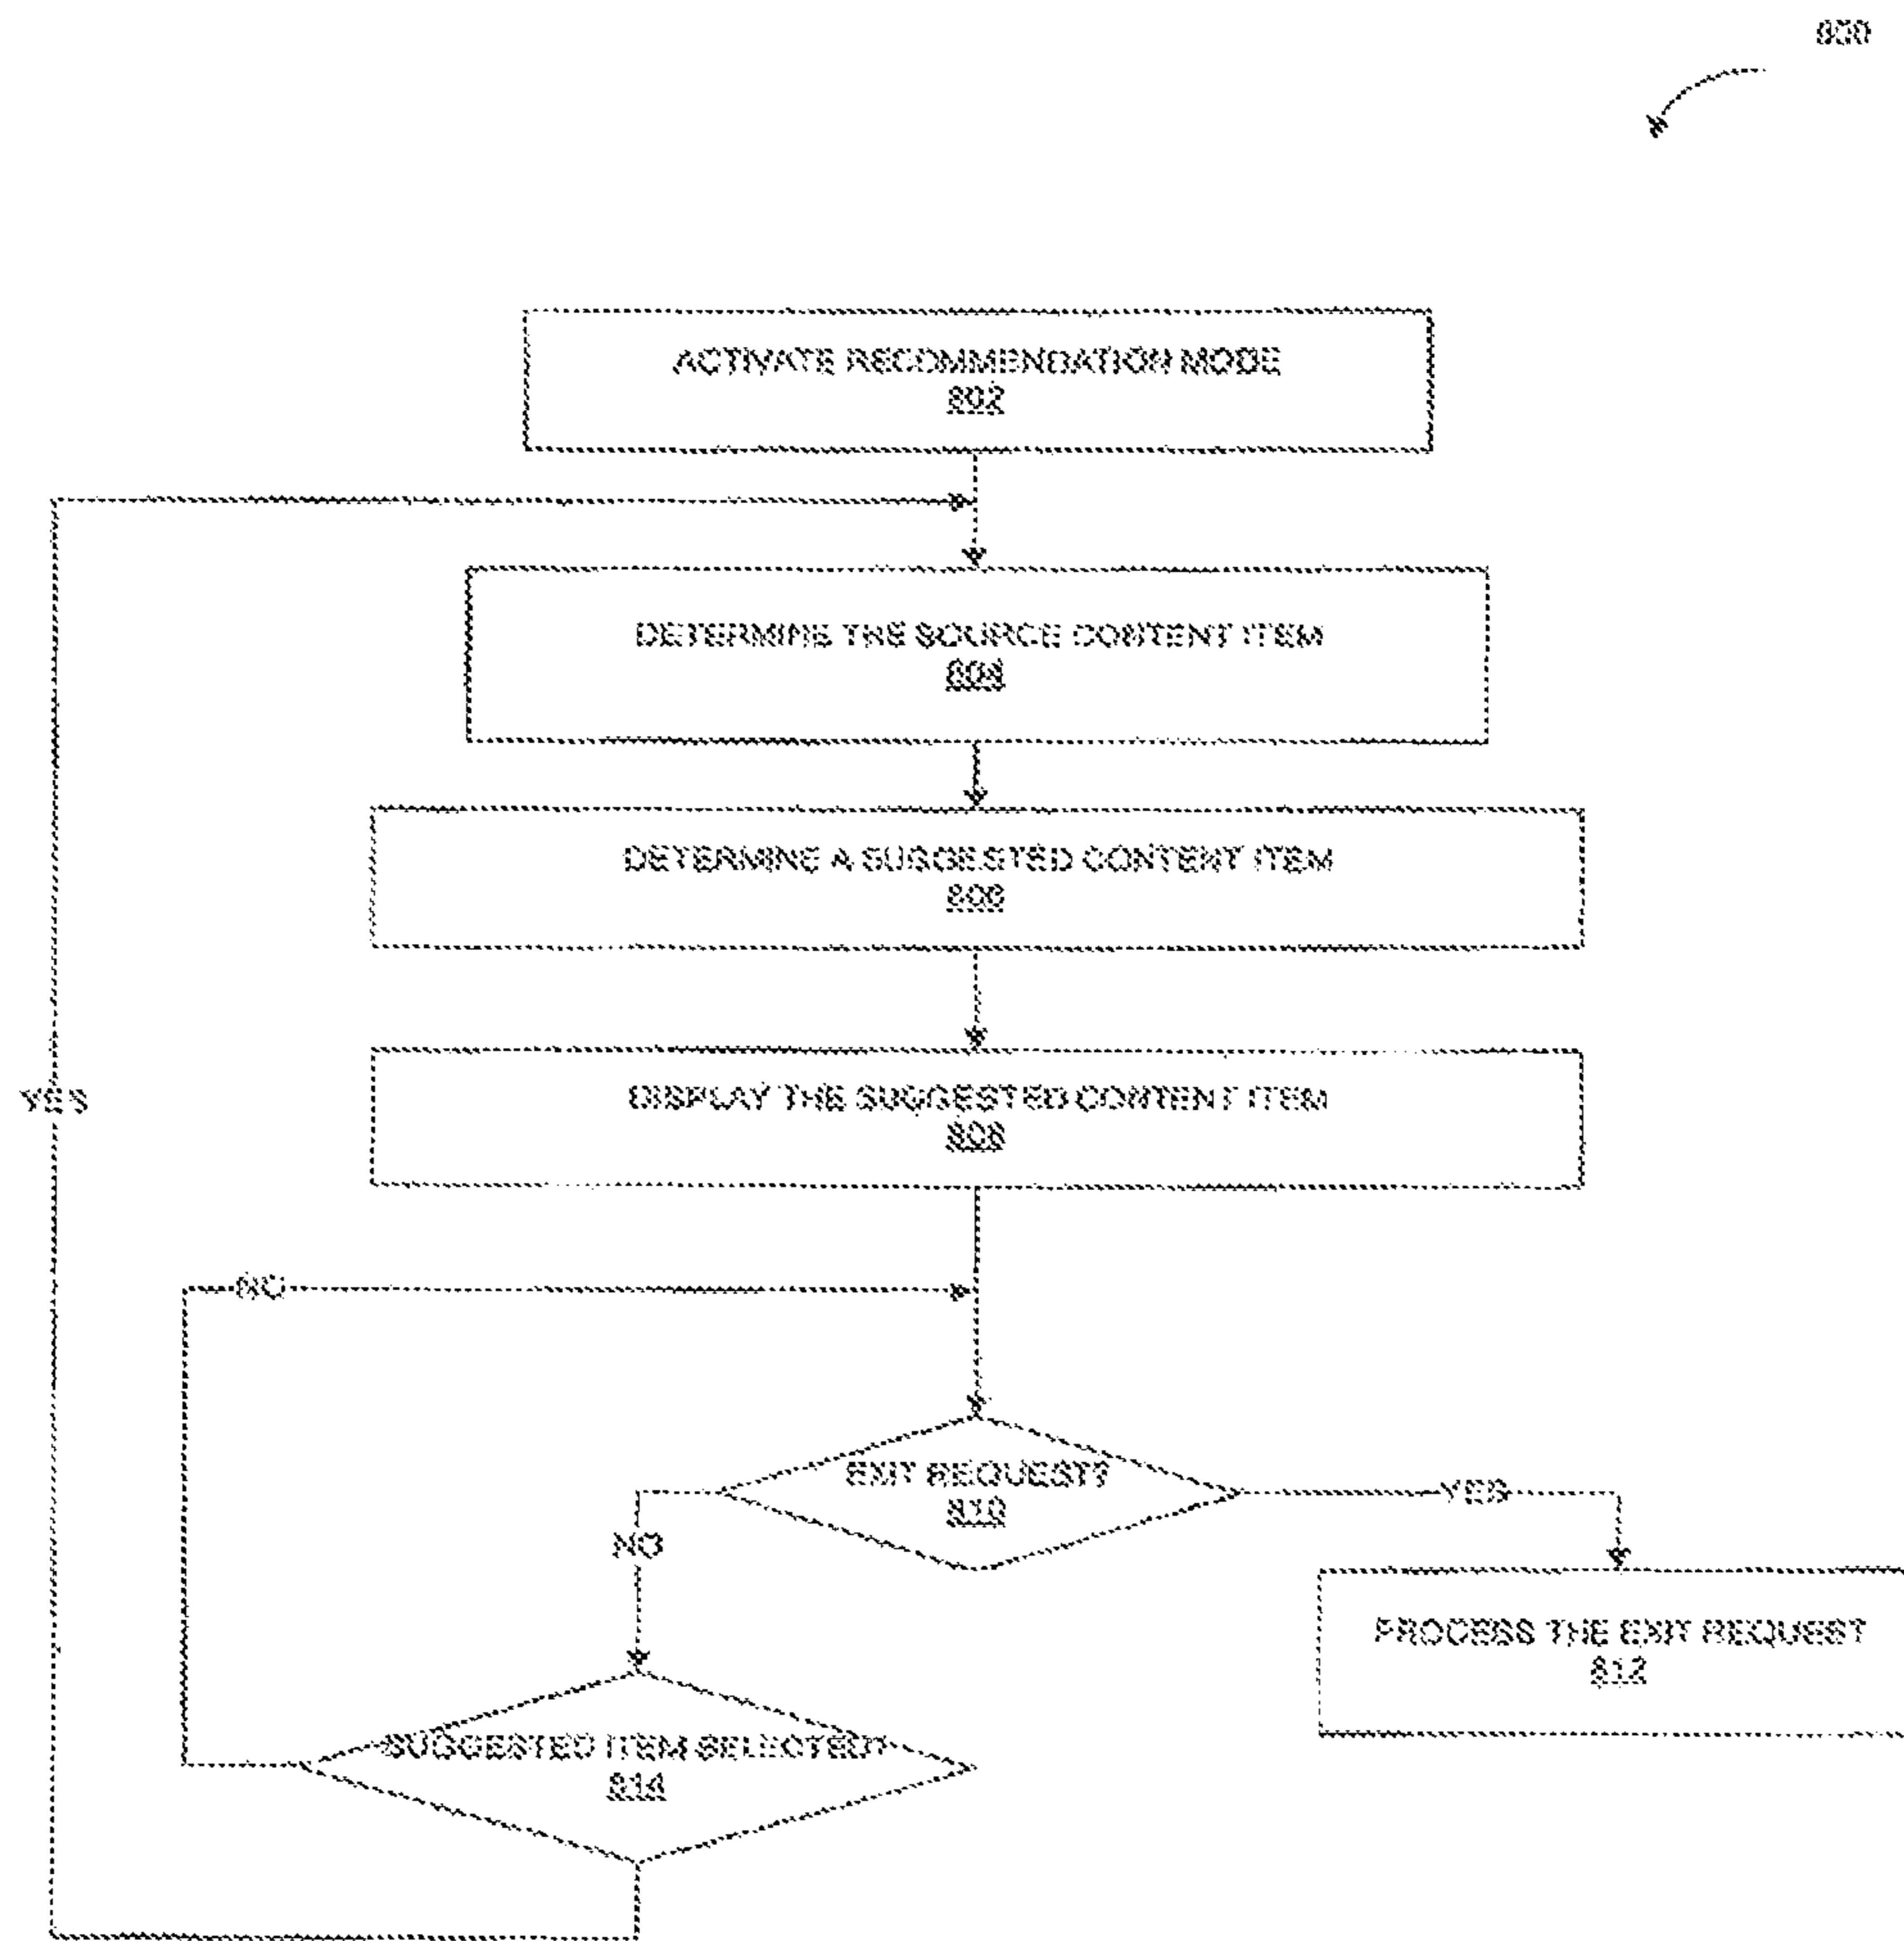 800
ACTIVATE RECOMMENDATION MODE
802
DETERMINE THE SOURCE CONTENT ITEM
804
DETERMINE A SUGGESTED CONTENT ITEM
806
DISPLAY THE SUGGESTED CONTENT ITEM
808
YES
NO
EXIT REQUEST?
810
YES
NO
PROCESS THE EXIT REQUEST
812
SUGGESTED ITEM SELECTED?
814